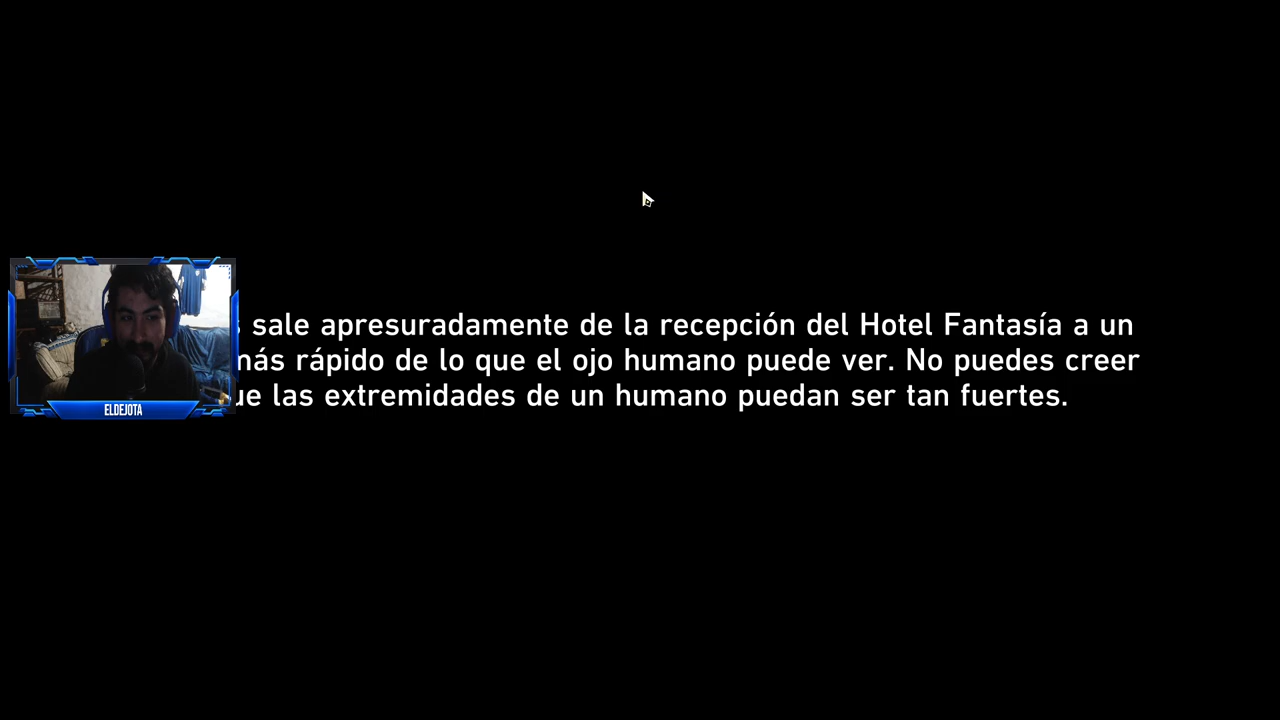 sale apresuradamente de la recepción del Hotel Fantasía a un
más rápido de lo que el ojo humano puede ver. No puedes creer
las extremidades de un humano puedan ser tan fuertes.
ELDEJOTA